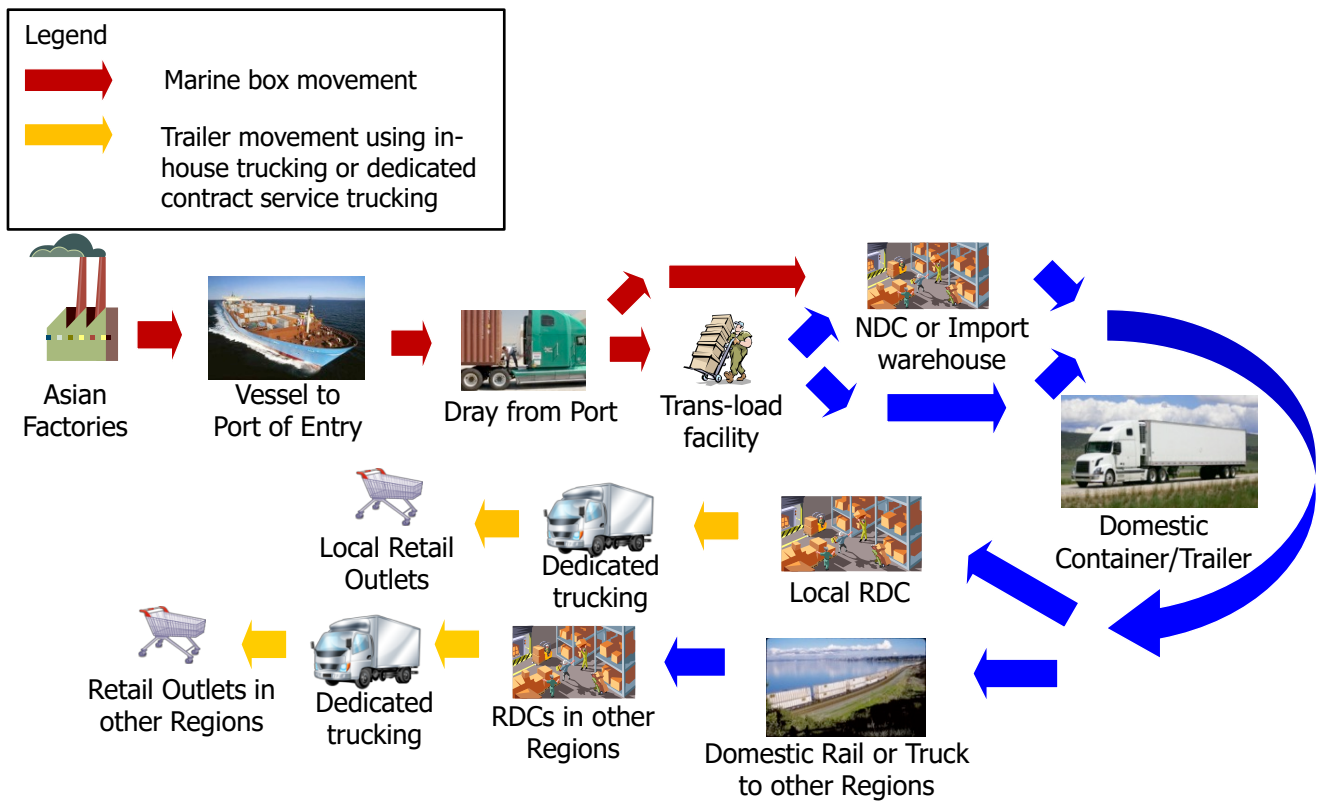 Legend
Marine box movement
Trailer movement using in-
house trucking or dedicated
contract service trucking
Asian
Factories
Vessel to
Port of Entry
Dray from Port
Trans-load
facility
NDC or Import
warehouse
Domestic
Container/Trailer
Local Retail
Outlets
Dedicated
trucking
Local RDC
Retail Outlets in
other Regions
Dedicated
trucking
RDCs in other
Regions
Domestic Rail or Truck
to other Regions